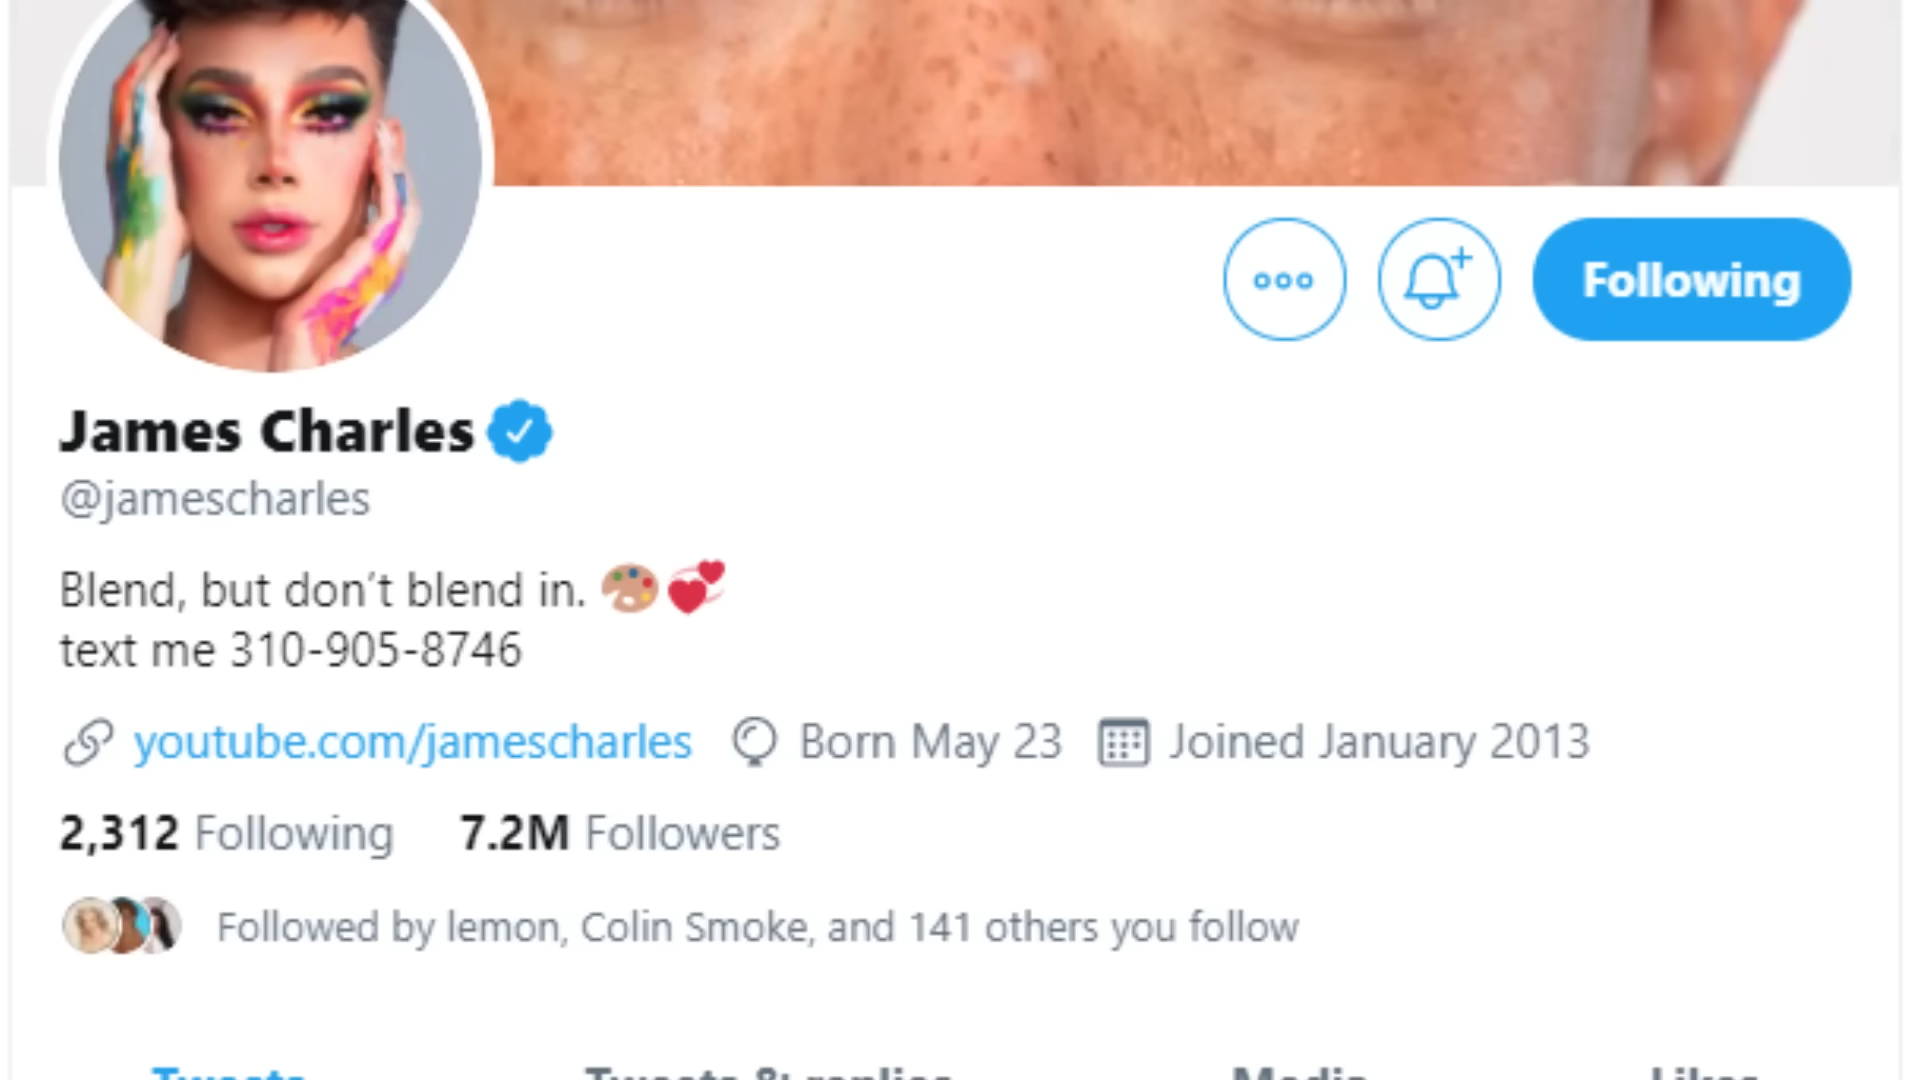 Following
James Charles
@jamescharles
Blend, but don’t blend in. 🎨💞
text me 310-905-8746
youtube.com/jamescharles Born May 23 Joined January 2013
2,312 Following 7.2M Followers
Followed by lemon, Colin Smoke, and 141 others you follow
Tweets Tweets & replies Media Likes